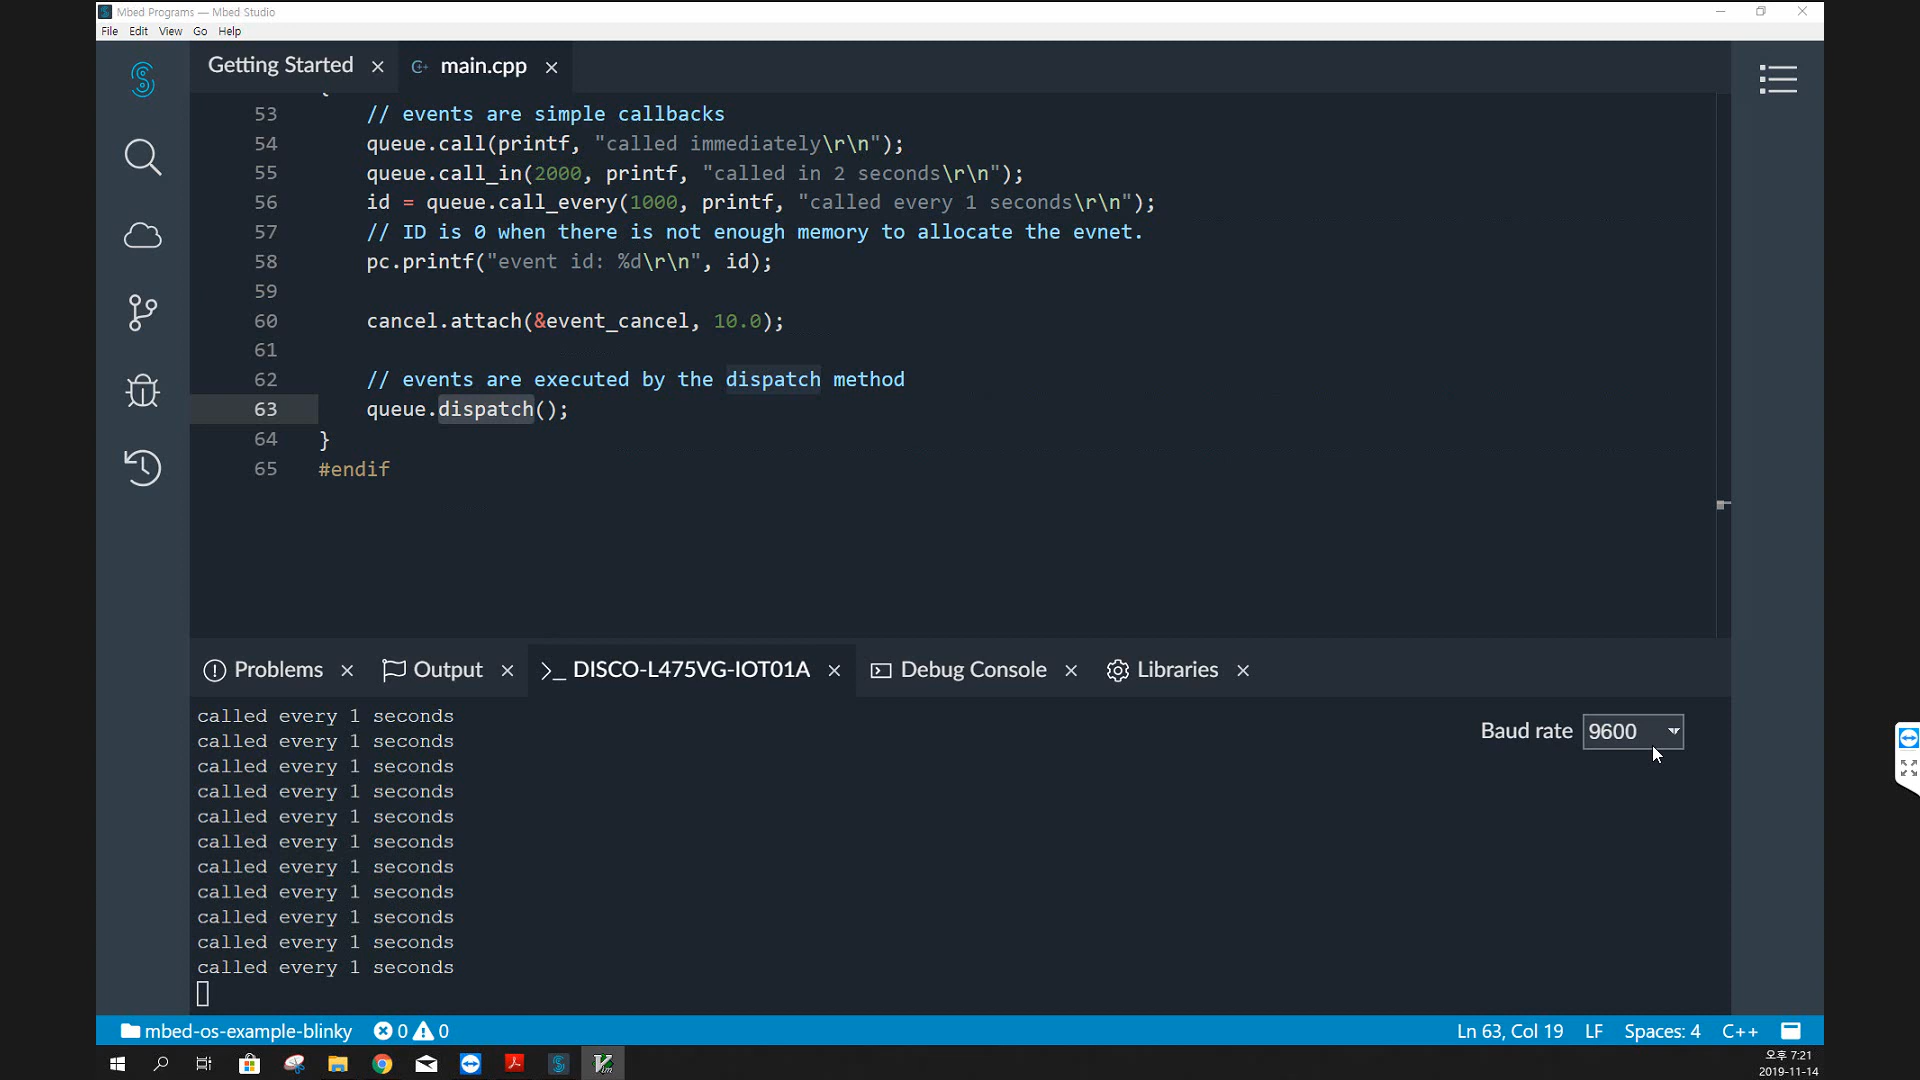 Mbed Programs — Mbed Studio
File Edit View Go Help
Getting Started × main.cpp ×
{
53 // events are simple callbacks
54 queue.call(printf, "called immediately\r\n");
55 queue.call_in(2000, printf, "called in 2 seconds\r\n");
56 id = queue.call_every(1000, printf, "called every 1 seconds\r\n");
57 // ID is 0 when there is not enough memory to allocate the evnet.
58 pc.printf("event id: %d\r\n", id);
59
60 cancel.attach(&event_cancel, 10.0);
61
62 // events are executed by the dispatch method
63 queue.dispatch();
64 }
65 #endif
Problems × Output × >_ DISCO-L475VG-IOT01A × Debug Console × Libraries ×
Baud rate 9600
called every 1 seconds
called every 1 seconds
called every 1 seconds
called every 1 seconds
called every 1 seconds
called every 1 seconds
called every 1 seconds
called every 1 seconds
called every 1 seconds
called every 1 seconds
called every 1 seconds
mbed-os-example-blinky 0 0 Ln 63, Col 19 LF Spaces: 4 C++
오후 7:21
2019-11-14